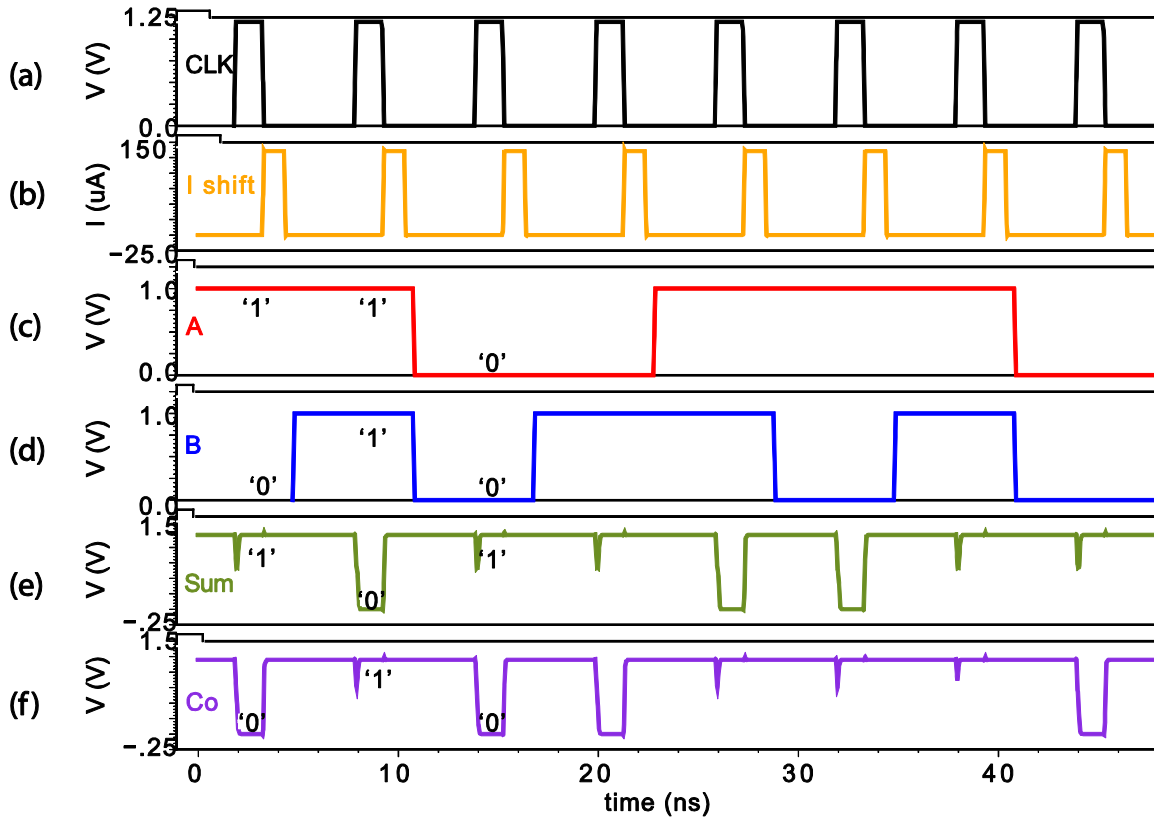 (a)
V (V)
1.25
0.0
CLK
(b)
I (uA)
150
−25.0
I shift
(c)
V (V)
1.0
0.0
A
‘1’ ‘1’
‘0’
(d)
V (V)
1.0
0.0
B
‘1’
‘0’ ‘0’
(e)
V (V)
1.5
−.25
Sum
‘1’ ‘1’
‘0’
(f)
V (V)
1.5
−.25
Co
‘1’
‘0’ ‘0’
0 10 20 30 40
time (ns)